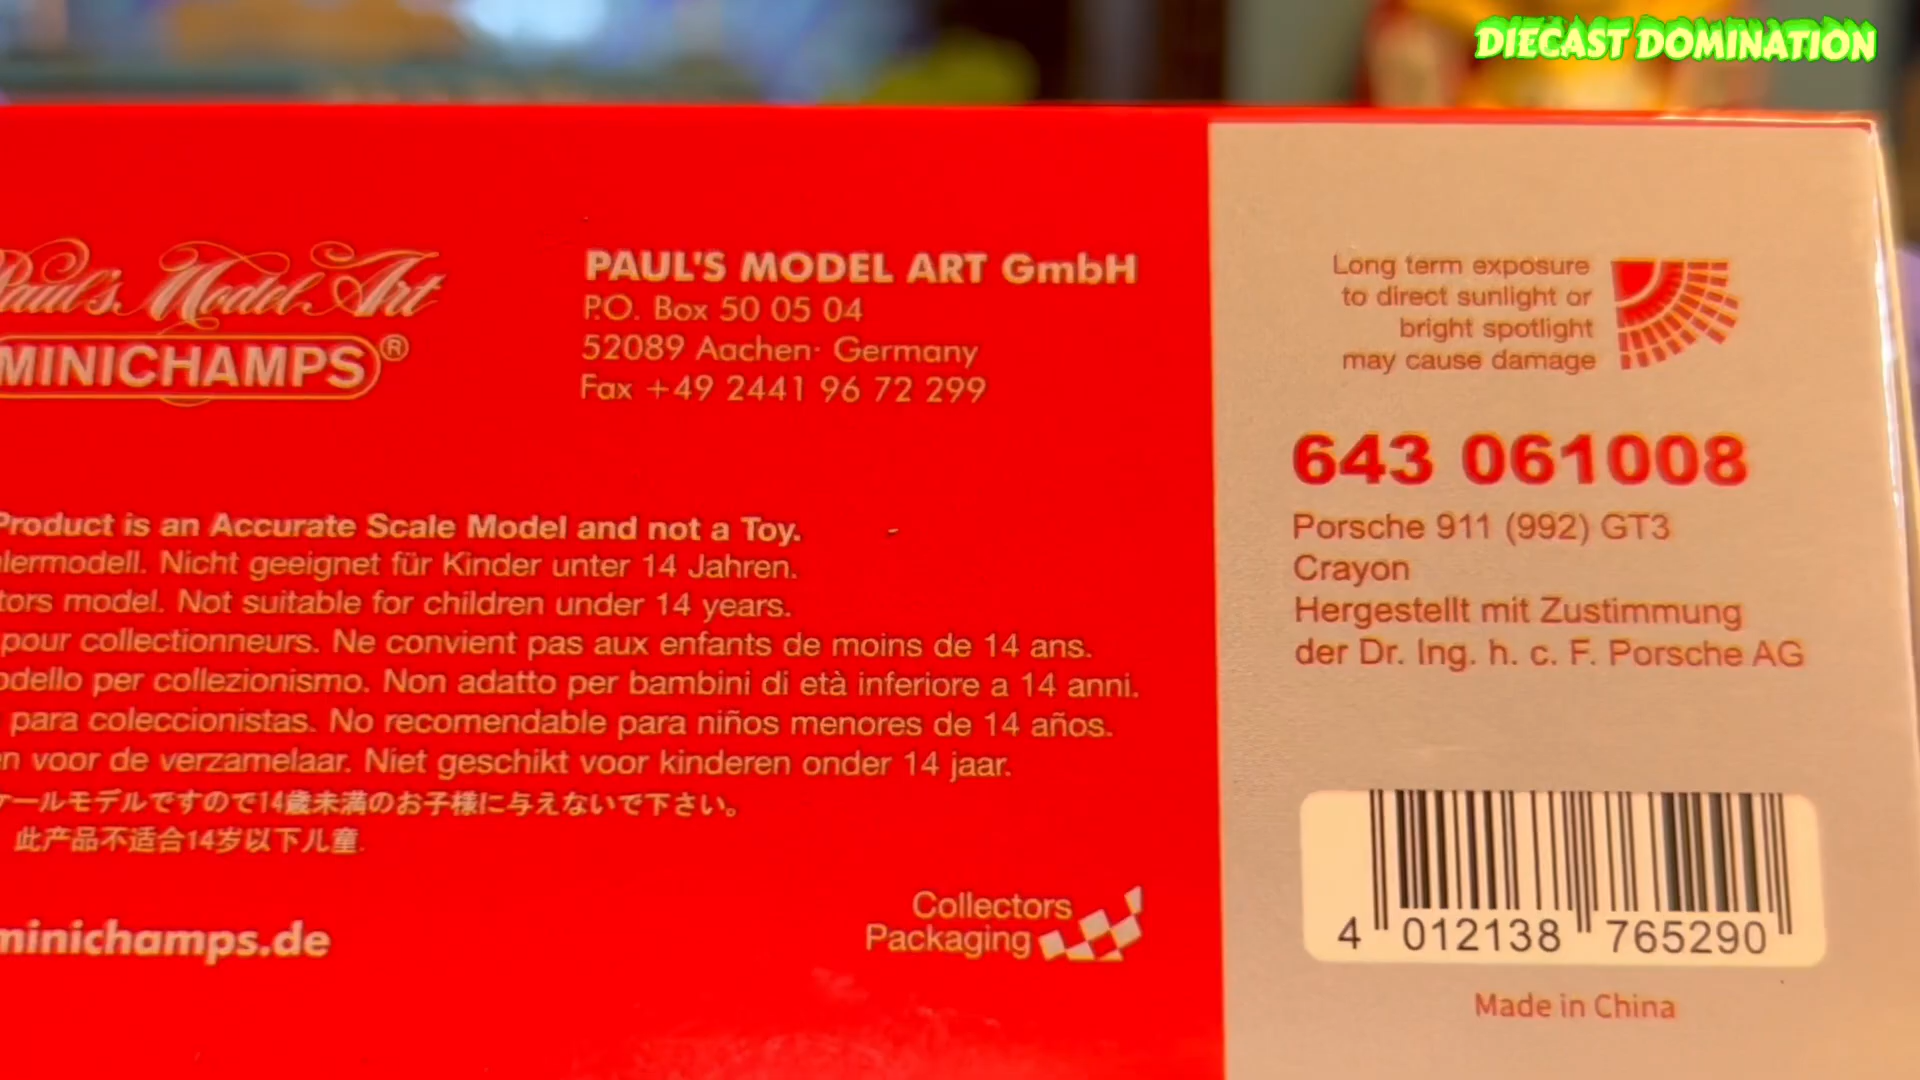 DIECAST DOMINATION
Paul's Model Art
MINICHAMPS®
PAUL'S MODEL ART GmbH
P.O. Box 50 05 04
52089 Aachen· Germany
Fax +49 2441 96 72 299
Product is an Accurate Scale Model and not a Toy.
lermodell. Nicht geeignet für Kinder unter 14 Jahren.
tors model. Not suitable for children under 14 years.
pour collectionneurs. Ne convient pas aux enfants de moins de 14 ans.
odello per collezionismo. Non adatto per bambini di età inferiore a 14 anni.
para coleccionistas. No recomendable para niños menores de 14 años.
n voor de verzamelaar. Niet geschikt voor kinderen onder 14 jaar.
ケールモデルですので14歳未満のお子様に与えないで下さい。
此产品不适合14岁以下儿童.
minichamps.de
Collectors
Packaging
Long term exposure
to direct sunlight or
bright spotlight
may cause damage
643 061008
Porsche 911 (992) GT3
Crayon
Hergestellt mit Zustimmung
der Dr. Ing. h. c. F. Porsche AG
4 012138 765290
Made in China